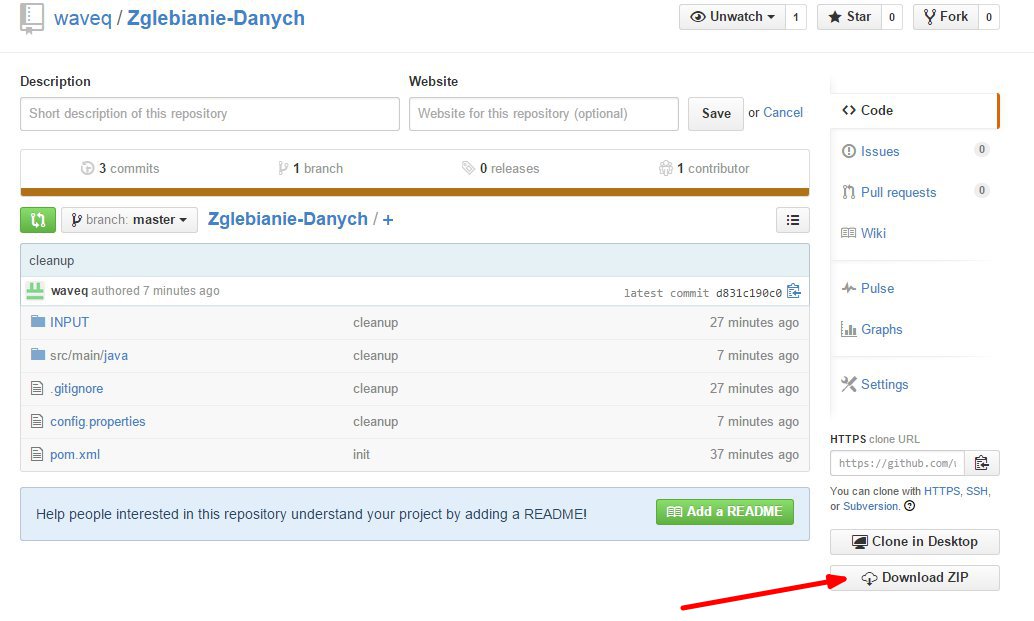 waveq / Zglebianie-Danych
Unwatch 1 Star 0 Fork 0
Description Website
Short description of this repository Website for this repository (optional) Save or Cancel
3 commits 1 branch 0 releases 1 contributor
branch: master Zglebianie-Danych / +
cleanup
waveq authored 7 minutes ago latest commit d831c190c0
INPUT cleanup 27 minutes ago
src/main/java cleanup 7 minutes ago
.gitignore cleanup 27 minutes ago
config.properties cleanup 7 minutes ago
pom.xml init 37 minutes ago
Help people interested in this repository understand your project by adding a README! Add a README
Code
Issues 0
Pull requests 0
Wiki
Pulse
Graphs
Settings
HTTPS clone URL
https://github.com/
You can clone with HTTPS, SSH,
or Subversion.
Clone in Desktop
Download ZIP